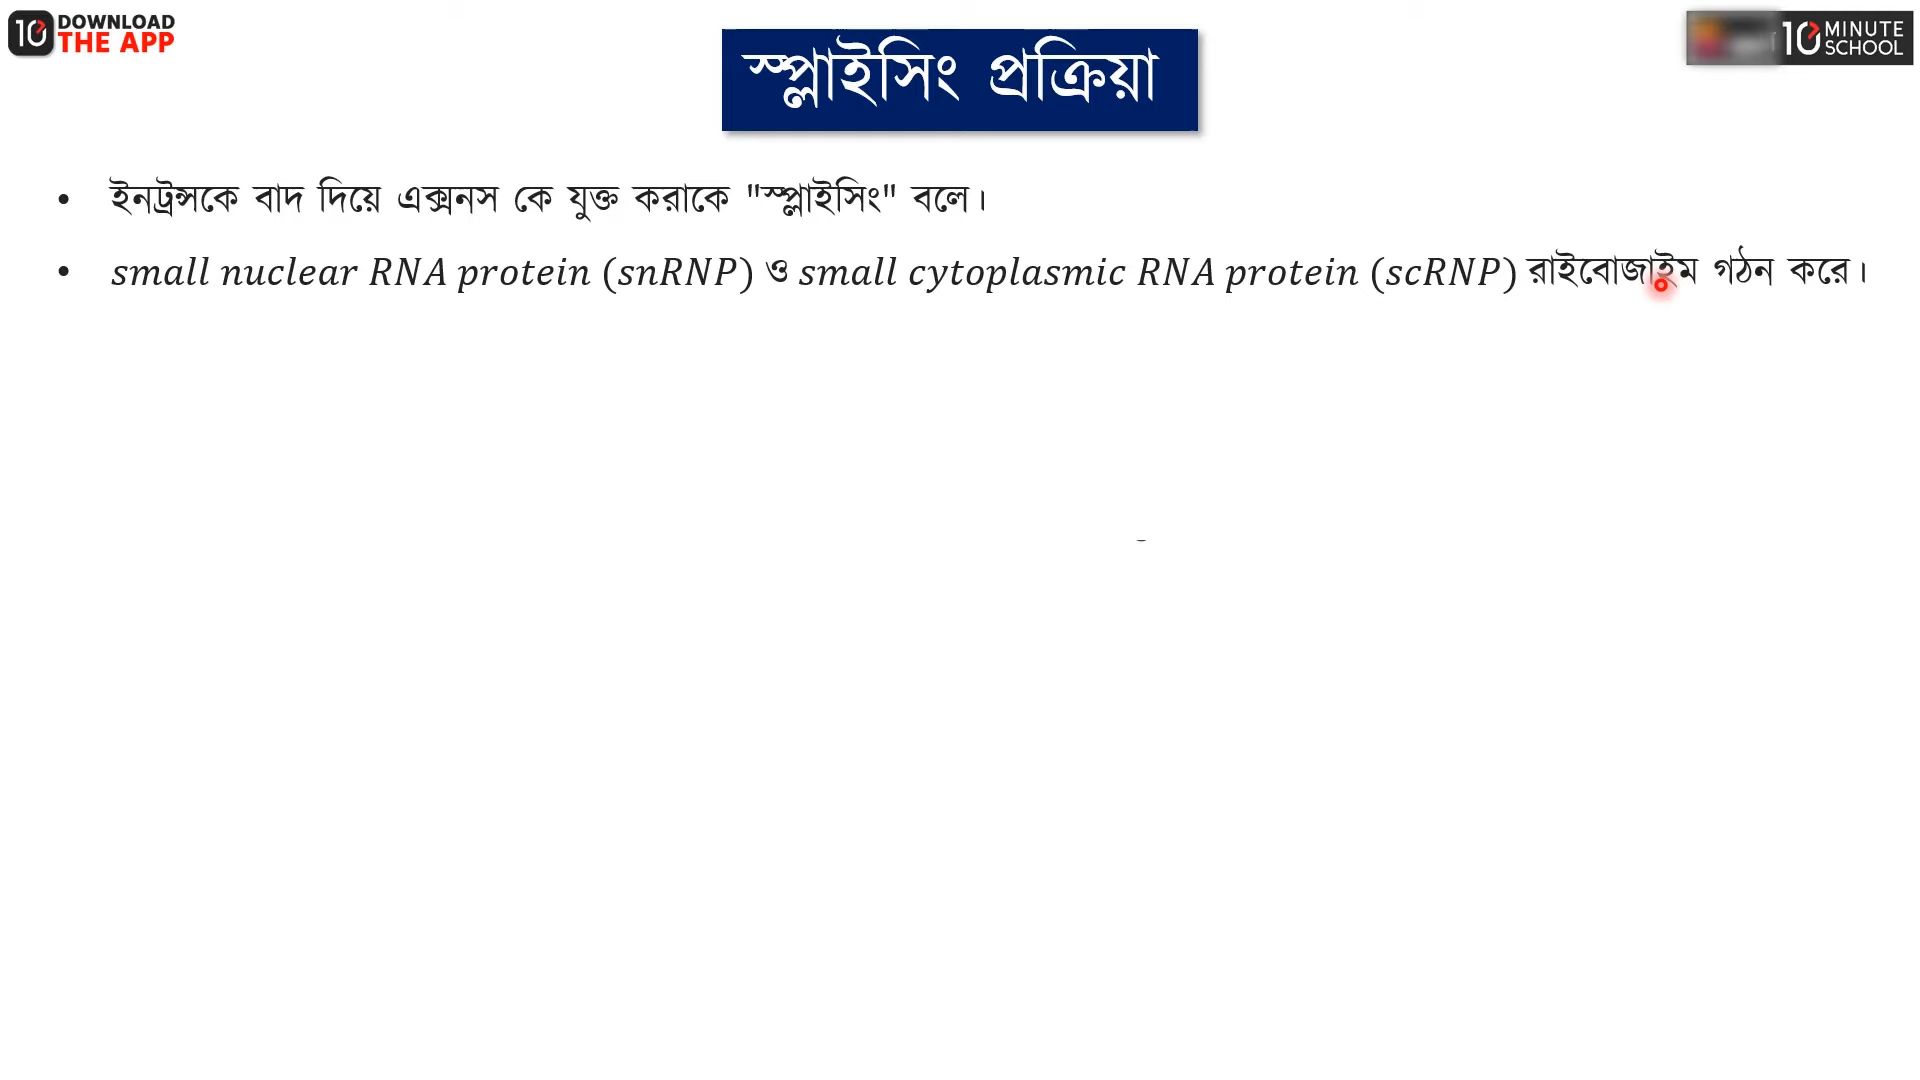 10 DOWNLOAD
THE APP
10 MINUTE
SCHOOL
স্প্লাইসিং প্রক্রিয়া
• ইনট্রন্সকে বাদ দিয়ে এক্সনস কে যুক্ত করাকে "স্প্লাইসিং" বলে।
• small nuclear RNA protein (snRNP) ও small cytoplasmic RNA protein (scRNP) রাইবোজাইম গঠন করে।